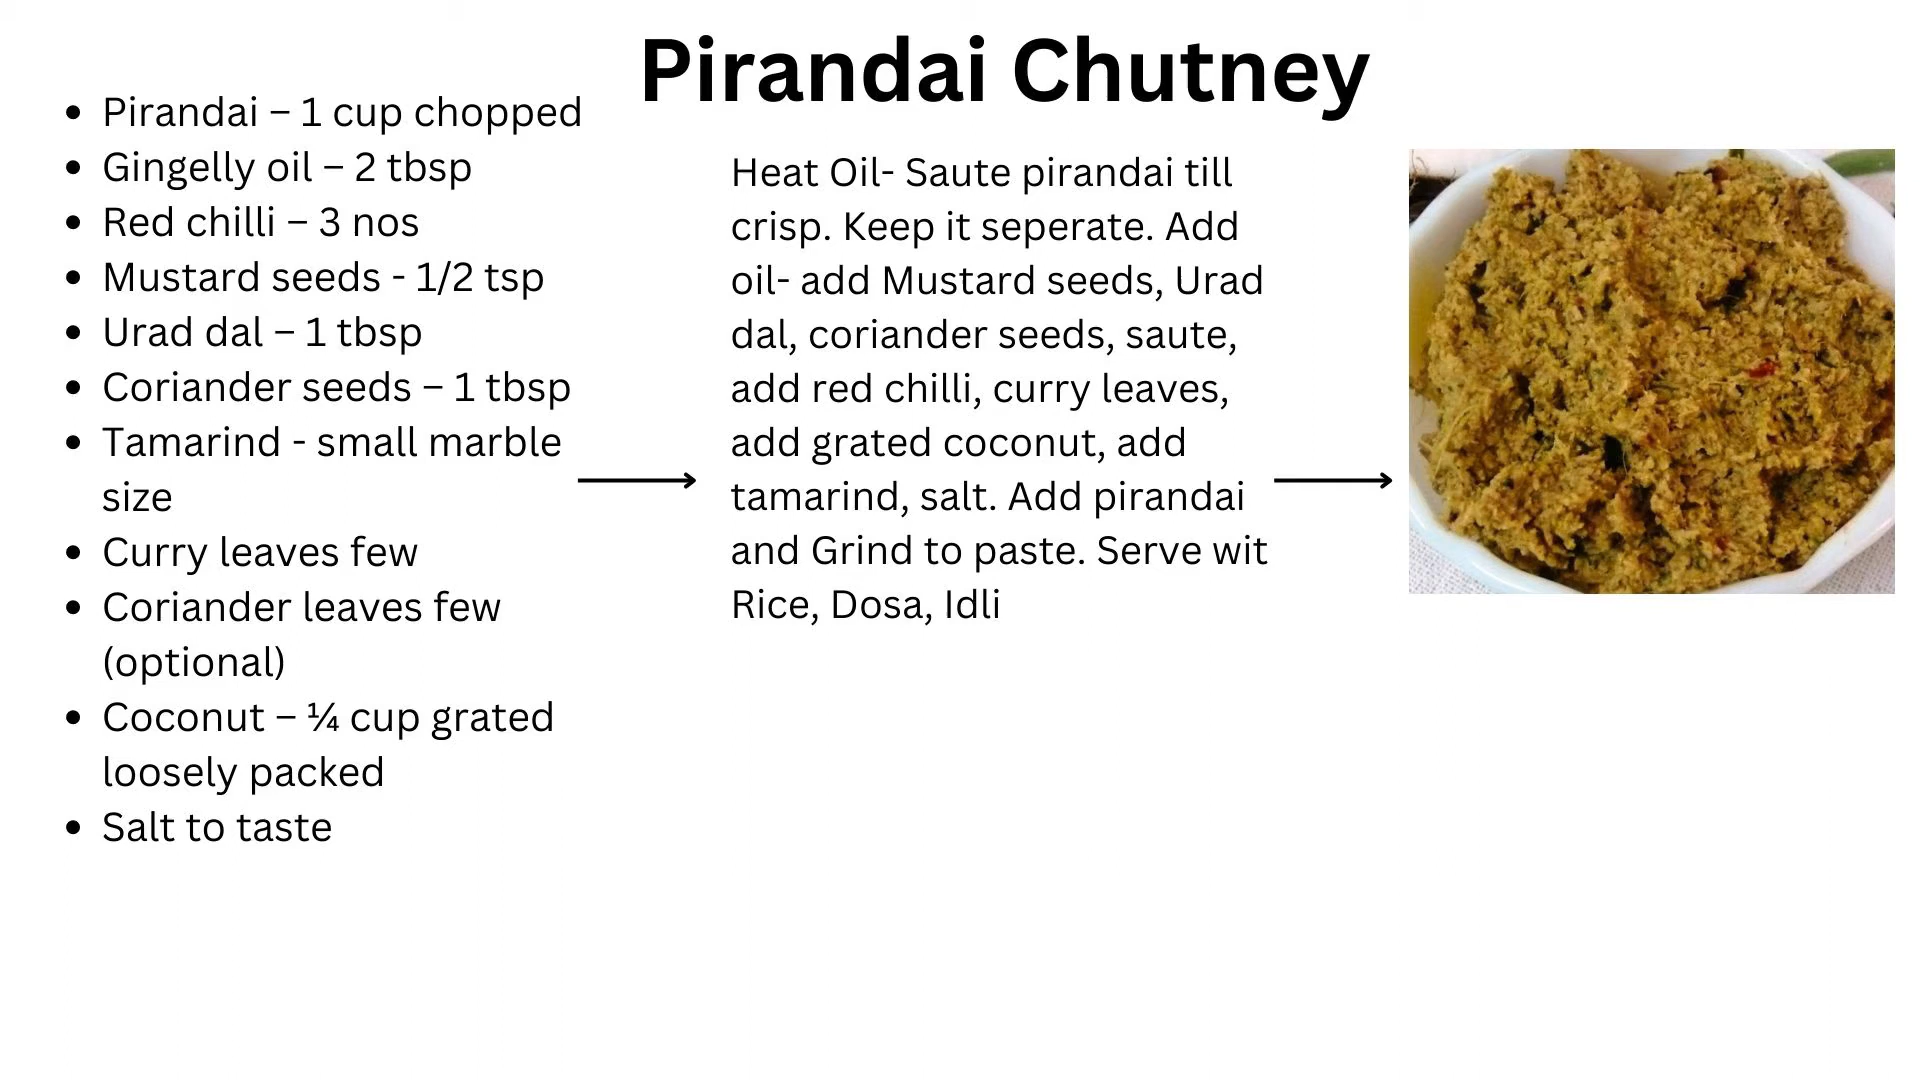 Pirandai Chutney
• Pirandai – 1 cup chopped
• Gingelly oil – 2 tbsp
• Red chilli – 3 nos
• Mustard seeds - 1/2 tsp
• Urad dal – 1 tbsp
• Coriander seeds – 1 tbsp
• Tamarind - small marble
size
• Curry leaves few
• Coriander leaves few
(optional)
• Coconut – ¼ cup grated
loosely packed
• Salt to taste
Heat Oil- Saute pirandai till
crisp. Keep it seperate. Add
oil- add Mustard seeds, Urad
dal, coriander seeds, saute,
add red chilli, curry leaves,
add grated coconut, add
tamarind, salt. Add pirandai
and Grind to paste. Serve wit
Rice, Dosa, Idli